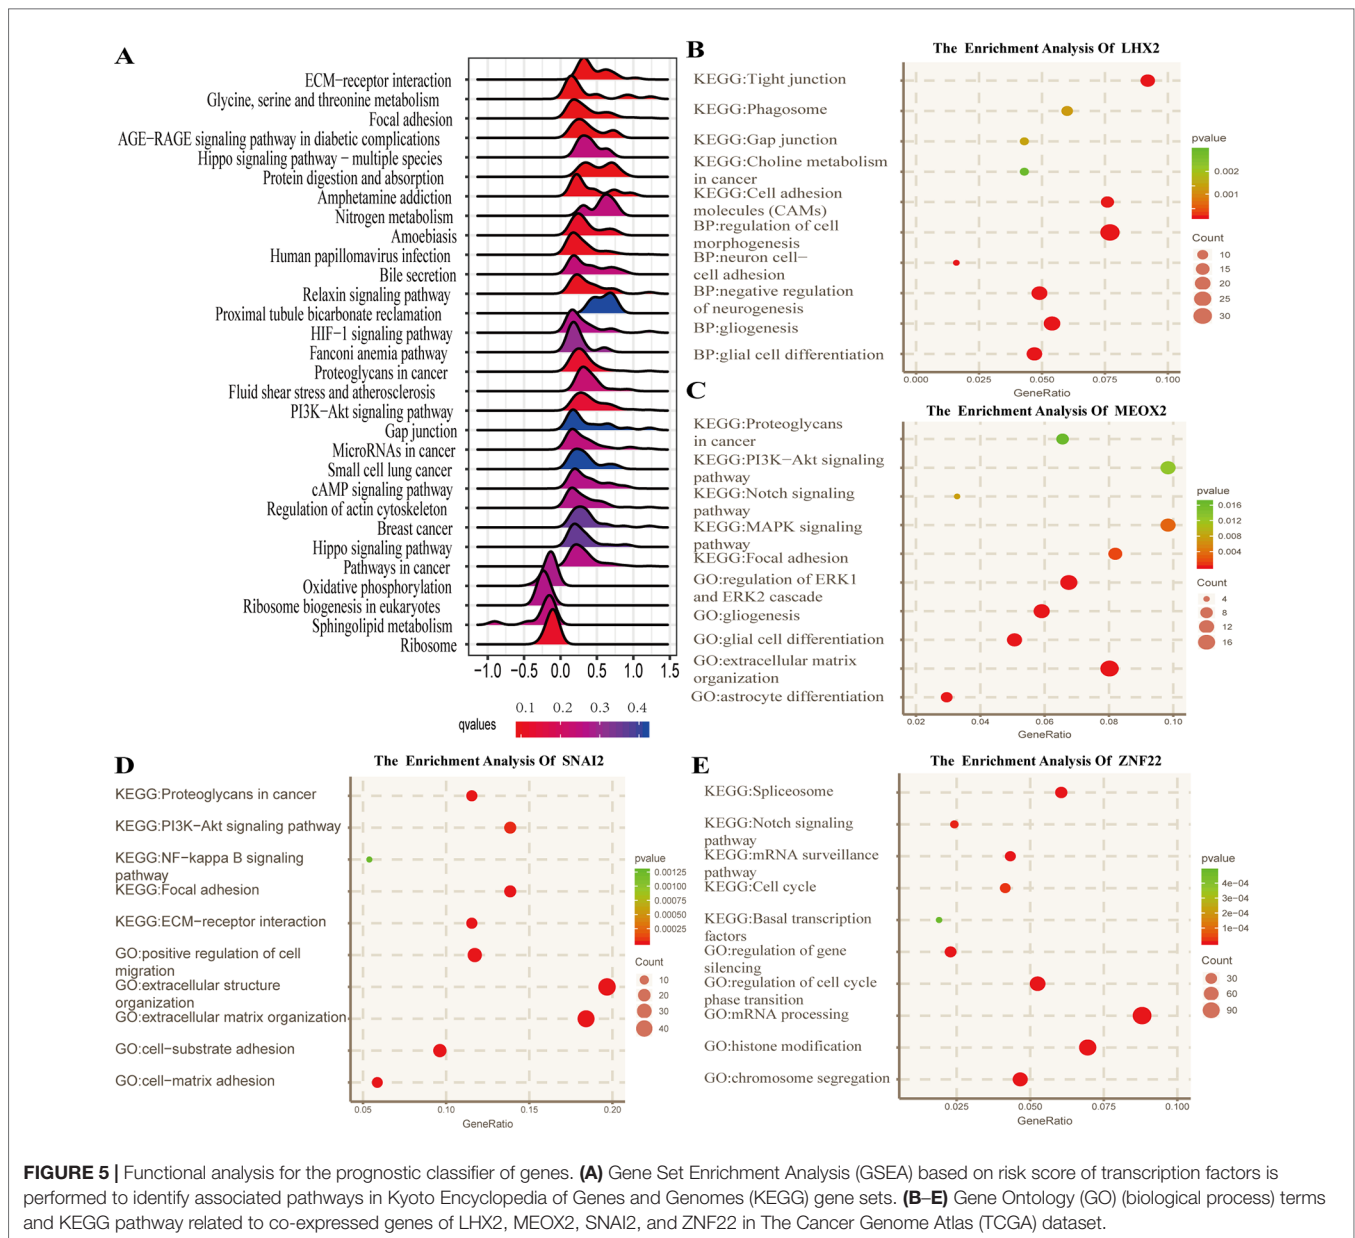 A
ECM−receptor interaction
Glycine, serine and threonine metabolism
Focal adhesion
AGE−RAGE signaling pathway in diabetic complications
Hippo signaling pathway − multiple species
Protein digestion and absorption
Amphetamine addiction
Nitrogen metabolism
Amoebiasis
Human papillomavirus infection
Bile secretion
Relaxin signaling pathway
Proximal tubule bicarbonate reclamation
HIF−1 signaling pathway
Fanconi anemia pathway
Proteoglycans in cancer
Fluid shear stress and atherosclerosis
PI3K−Akt signaling pathway
Gap junction
MicroRNAs in cancer
Small cell lung cancer
cAMP signaling pathway
Regulation of actin cytoskeleton
Breast cancer
Hippo signaling pathway
Pathways in cancer
Oxidative phosphorylation
Ribosome biogenesis in eukaryotes
Sphingolipid metabolism
Ribosome
−1.0 −0.5 0.0 0.5 1.0 1.5
0.1 0.2 0.3 0.4
qvalues
B
The Enrichment Analysis Of LHX2
KEGG:Tight junction
KEGG:Phagosome
KEGG:Gap junction
KEGG:Choline metabolism
in cancer
KEGG:Cell adhesion
molecules (CAMs)
BP:regulation of cell
morphogenesis
BP:neuron cell−
cell adhesion
BP:negative regulation
of neurogenesis
BP:gliogenesis
BP:glial cell differentiation
0.000 0.025 0.050 0.075 0.100
GeneRatio
pvalue
0.002
0.001
Count
10
15
20
25
30
C
The Enrichment Analysis Of MEOX2
KEGG:Proteoglycans
in cancer
KEGG:PI3K−Akt signaling
pathway
KEGG:Notch signaling
pathway
KEGG:MAPK signaling
pathway
KEGG:Focal adhesion
GO:regulation of ERK1
and ERK2 cascade
GO:gliogenesis
GO:glial cell differentiation
GO:extracellular matrix
organization
GO:astrocyte differentiation
0.02 0.04 0.06 0.08 0.10
GeneRatio
pvalue
0.016
0.012
0.008
0.004
Count
4
8
12
16
D
The Enrichment Analysis Of SNAI2
KEGG:Proteoglycans in cancer
KEGG:PI3K−Akt signaling pathway
KEGG:NF−kappa B signaling
pathway
KEGG:Focal adhesion
KEGG:ECM−receptor interaction
GO:positive regulation of cell
migration
GO:extracellular structure
organization
GO:extracellular matrix organization
GO:cell−substrate adhesion
GO:cell−matrix adhesion
0.05 0.10 0.15 0.20
GeneRatio
pvalue
0.00125
0.00100
0.00075
0.00050
0.00025
Count
10
20
30
40
E
The Enrichment Analysis Of ZNF22
KEGG:Spliceosome
KEGG:Notch signaling
pathway
KEGG:mRNA surveillance
pathway
KEGG:Cell cycle
KEGG:Basal transcription
factors
GO:regulation of gene
silencing
GO:regulation of cell cycle
phase transition
GO:mRNA processing
GO:histone modification
GO:chromosome segregation
0.025 0.050 0.075 0.100
GeneRatio
pvalue
4e−04
3e−04
2e−04
1e−04
Count
30
60
90
FIGURE 5 | Functional analysis for the prognostic classifier of genes. (A) Gene Set Enrichment Analysis (GSEA) based on risk score of transcription factors is
performed to identify associated pathways in Kyoto Encyclopedia of Genes and Genomes (KEGG) gene sets. (B–E) Gene Ontology (GO) (biological process) terms
and KEGG pathway related to co-expressed genes of LHX2, MEOX2, SNAI2, and ZNF22 in The Cancer Genome Atlas (TCGA) dataset.